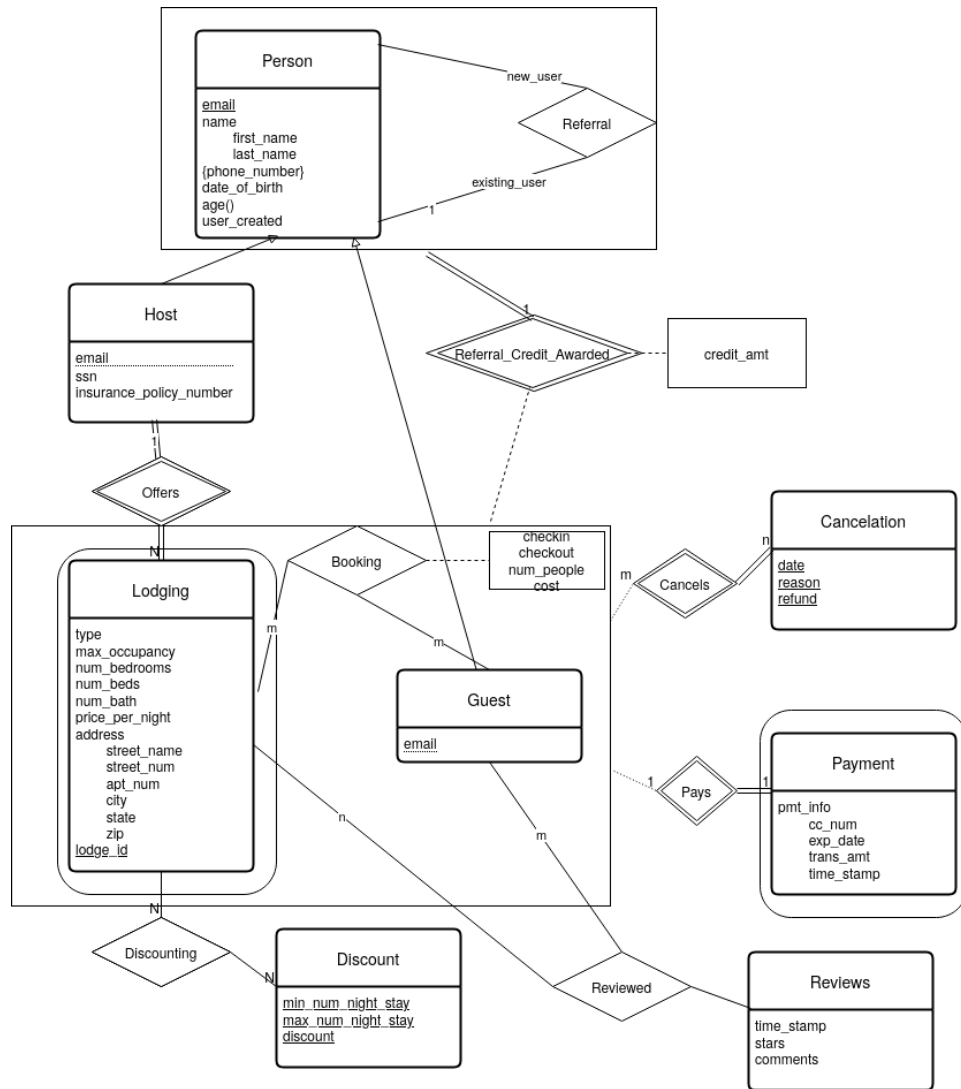 Person
email
name
first_name
last_name
{phone_number}
date_of_birth
age()
user_created
new_user
Referral
existing_user
1
Host
email
ssn
insurance_policy_number
1
Referral_Credit_Awarded
credit_amt
1
Offers
N
Lodging
type
max_occupancy
num_bedrooms
num_beds
num_bath
price_per_night
address
street_name
street_num
apt_num
city
state
zip
lodge_id
m
Booking
m
checkin
checkout
num_people
cost
Guest
email
m
Cancels
n
Cancelation
date
reason
refund
1
Pays
1
Payment
pmt_info
cc_num
exp_date
trans_amt
time_stamp
n
m
N
Discounting
N
Discount
min_num_night_stay
max_num_night_stay
discount
Reviewed
Reviews
time_stamp
stars
comments